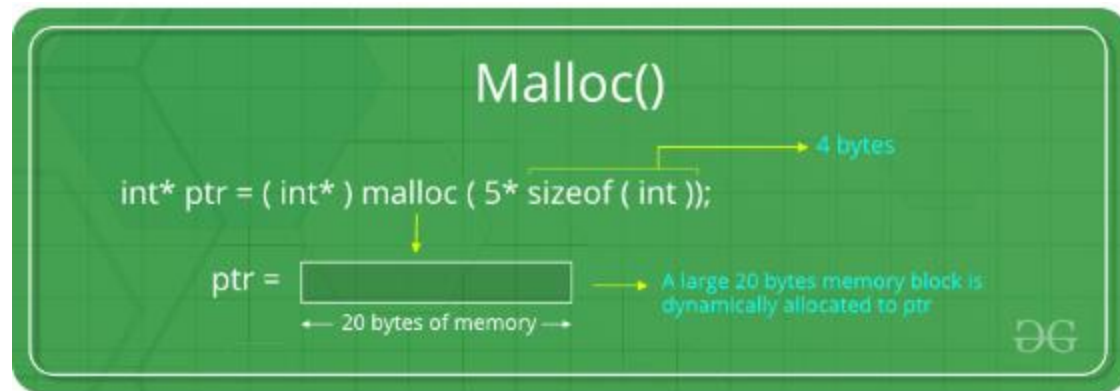 Malloc()
4 bytes
int* ptr = ( int* ) malloc ( 5* sizeof ( int ));
ptr =
A large 20 bytes memory block is
dynamically allocated to ptr
20 bytes of memory